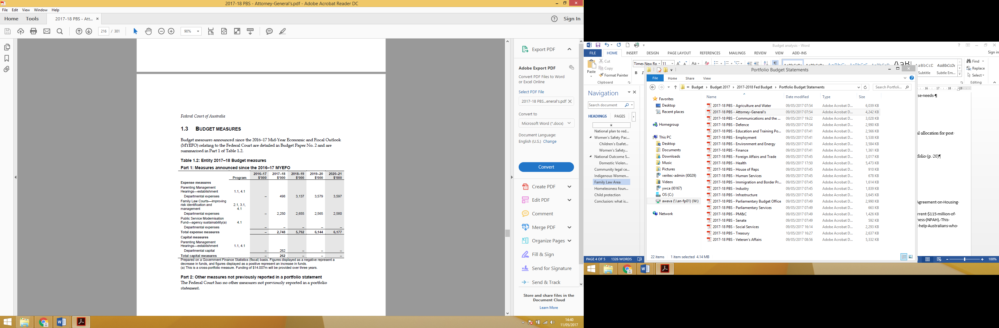 2017-18 PBS - Attorney-General's.pdf - Adobe Acrobat Reader DC
File Edit View Window Help
Home Tools 2017-18 PBS - Att... × Sign In
216 / 301 90%
Federal Court of Australia
1.3 BUDGET MEASURES
Budget measures announced since the 2016–17 Mid-Year Economic and Fiscal Outlook
(MYEFO) relating to the Federal Court are detailed in Budget Paper No. 2 and are
summarised in Part 1 of Table 1.2.
Table 1.2: Entity 2017–18 Budget measures
Part 1: Measures announced since the 2016–17 MYEFO
2016–17 2017–18 2018–19 2019–20 2020–21
Program $'000 $'000 $'000 $'000 $'000
Expense measures
Parenting Management
Hearings—establishment 1.1, 4.1
Departmental expenses – 498 3,137 3,579 3,597
Family Law Courts—improving
risk identification and 2.1, 3.1,
management 4.1
Departmental expenses – 2,250 2,655 2,565 2,580
Public Service Modernisation
Fund—agency sustainability(a) 4.1
Departmental expenses – – – – –
Total expense measures – 2,748 5,792 6,144 6,177
Capital measures
Parenting Management
Hearings—establishment 1.1, 4.1
Departmental capital – 262 – – –
Total capital measures – 262 – – –
Prepared on a Government Finance Statistics (fiscal) basis. Figures displayed as a negative represent a
decrease in funds, and figures displayed as a positive represent an increase in funds.
(a) This is a cross-portfolio measure. Funding of $14.007m will be provided over three years.
Part 2: Other measures not previously reported in a portfolio statement
The Federal Court has no other measures not previously reported in a portfolio
statement.
Export PDF
Adobe Export PDF
Convert PDF Files to Word
or Excel Online
Select PDF File
2017-18 PBS...eneral's.pdf
Convert to
Microsoft Word (*.docx)
Document Language:
English (U.S.) Change
Convert
Create PDF
Edit PDF
Comment
Merge PDF
Organize Pages
Fill & Sign
Send for Signature
Send & Track
Store and share files in the
Document Cloud
Learn More
14:40
11/05/2017
Budget analysis - Word
FILE HOME INSERT DESIGN PAGE LAYOUT REFERENCES MAILINGS REVIEW VIEW ADD-INS Sign in
Paste
Cut
Copy
Format Painter
Clipboard
Times New Ro 11
B I
AaBbCcD AaBbCcDc
Subtitle Subtle Em...
Find
Replace
Select
Editing
Navigation
Search document
HEADINGS PAGES
National plan to red...
Women's Safety Pac...
Children's Esafet...
Women's Safety...
National Outcome S...
Domestic Violen...
Community legal ce...
Indigenous Women...
Family Law Area
Homelessness foun...
Child protection
Conclusion: what is...
PAGE 4 OF 5 1326 WORDS
Portfolio Budget Statements
File Home Share View
« Budget Budget 2017 2017-2018 Fed Budget Portfolio Budget Statements Search Portfoli...
Favorites
Desktop
Recent places
Homegroup
This PC
Desktop
Documents
Downloads
Music
Pictures
veritec-admin (l0029)
Videos
ywca (l0167)
OS (C:)
awava (\\an-fp01) (W:)
Network
Name Date modified Type Size
2017-18 PBS - Agriculture and Water 09/05/2017 07:54 Adobe Acrobat D... 6,039 KB
2017-18 PBS - Attorney-General's 09/05/2017 07:54 Adobe Acrobat D... 4,242 KB
2017-18 PBS - Communications and the ... 09/05/2017 19:22 Adobe Acrobat D... 3,028 KB
2017-18 PBS - Defence 09/05/2017 07:54 Adobe Acrobat D... 2,990 KB
2017-18 PBS - Education and Training Po... 09/05/2017 07:41 Adobe Acrobat D... 2,566 KB
2017-18 PBS - Employment 09/05/2017 07:41 Adobe Acrobat D... 5,538 KB
2017-18 PBS - Environment and Energy 09/05/2017 07:41 Adobe Acrobat D... 3,584 KB
2017-18 PBS - Finance 09/05/2017 07:41 Adobe Acrobat D... 1,361 KB
2017-18 PBS - Foreign Affairs and Trade 09/05/2017 07:45 Adobe Acrobat D... 3,017 KB
2017-18 PBS - Health 09/05/2017 17:50 Adobe Acrobat D... 5,473 KB
2017-18 PBS - House of Reps 09/05/2017 07:45 Adobe Acrobat D... 910 KB
2017-18 PBS - Human Services 09/05/2017 07:45 Adobe Acrobat D... 678 KB
2017-18 PBS - Immigration and Border Pr... 09/05/2017 07:45 Adobe Acrobat D... 1,614 KB
2017-18 PBS - Industry 09/05/2017 07:45 Adobe Acrobat D... 1,839 KB
2017-18 PBS - Infrastructure 09/05/2017 07:45 Adobe Acrobat D... 3,645 KB
2017-18 PBS - Parliamentary Budget Office 09/05/2017 07:49 Adobe Acrobat D... 2,990 KB
2017-18 PBS - Parliamentary Services 09/05/2017 07:49 Adobe Acrobat D... 663 KB
2017-18 PBS - PM&C 09/05/2017 07:49 Adobe Acrobat D... 1,426 KB
2017-18 PBS - Senate 09/05/2017 07:49 Adobe Acrobat D... 592 KB
2017-18 PBS - Social Services 09/05/2017 16:14 Adobe Acrobat D... 2,293 KB
2017-18 PBS - Treasury 10/05/2017 16:27 Adobe Acrobat D... 2,637 KB
2017-18 PBS - Veteran's Affairs 09/05/2017 08:56 Adobe Acrobat D... 5,332 KB
22 items 1 item selected 4.14 MB
16 17 18 19
se needs ¶
al allocation for post
folio (p. 20)¶
Agreement on Housing
rrent $115 million of
ness (NPAH). This
t help Australians who
100%